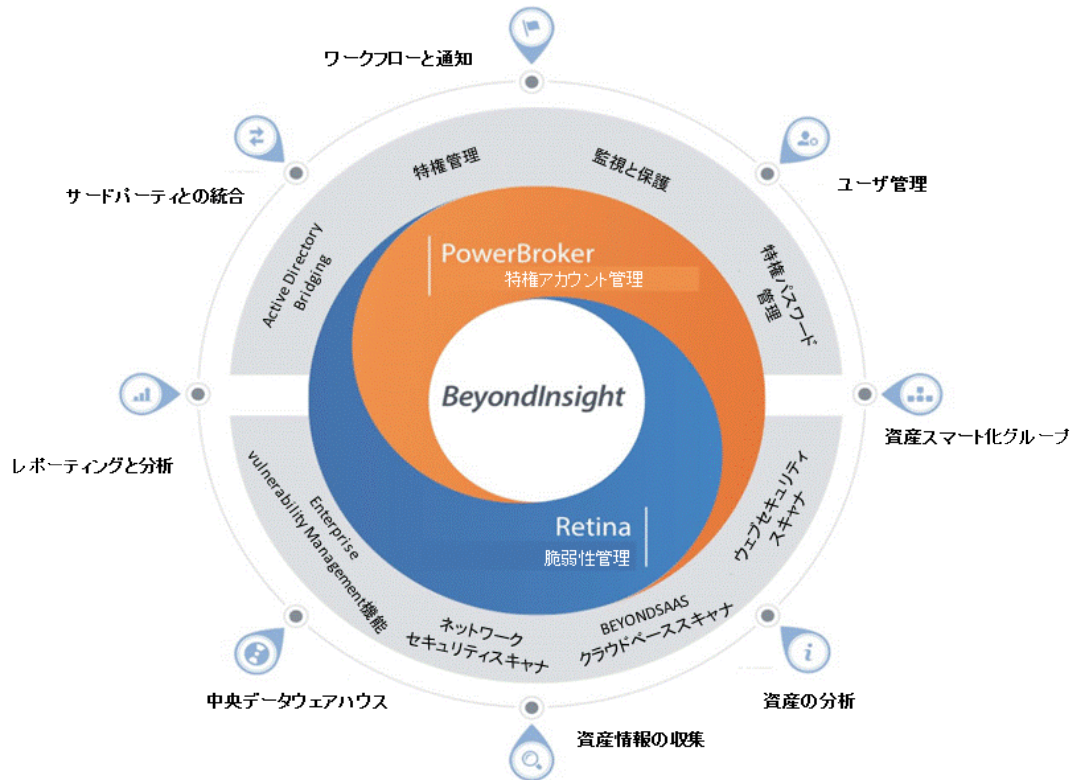 ワークフローと通知
サードパーティとの統合
ユーザ管理
特権管理
監視と保護
Active Directory
Bridging
特権パスワード
管理
PowerBroker
特権アカウント管理
BeyondInsight
レポーティングと分析
資産スマート化グループ
Retina
脆弱性管理
Enterprise
vulnerability Management機能
ネットワーク
セキュリティスキャナ
BEYONDSAAS
クラウドベーススキャナ
ウェブセキュリティ
スキャナ
中央データウェアハウス
資産の分析
資産情報の収集